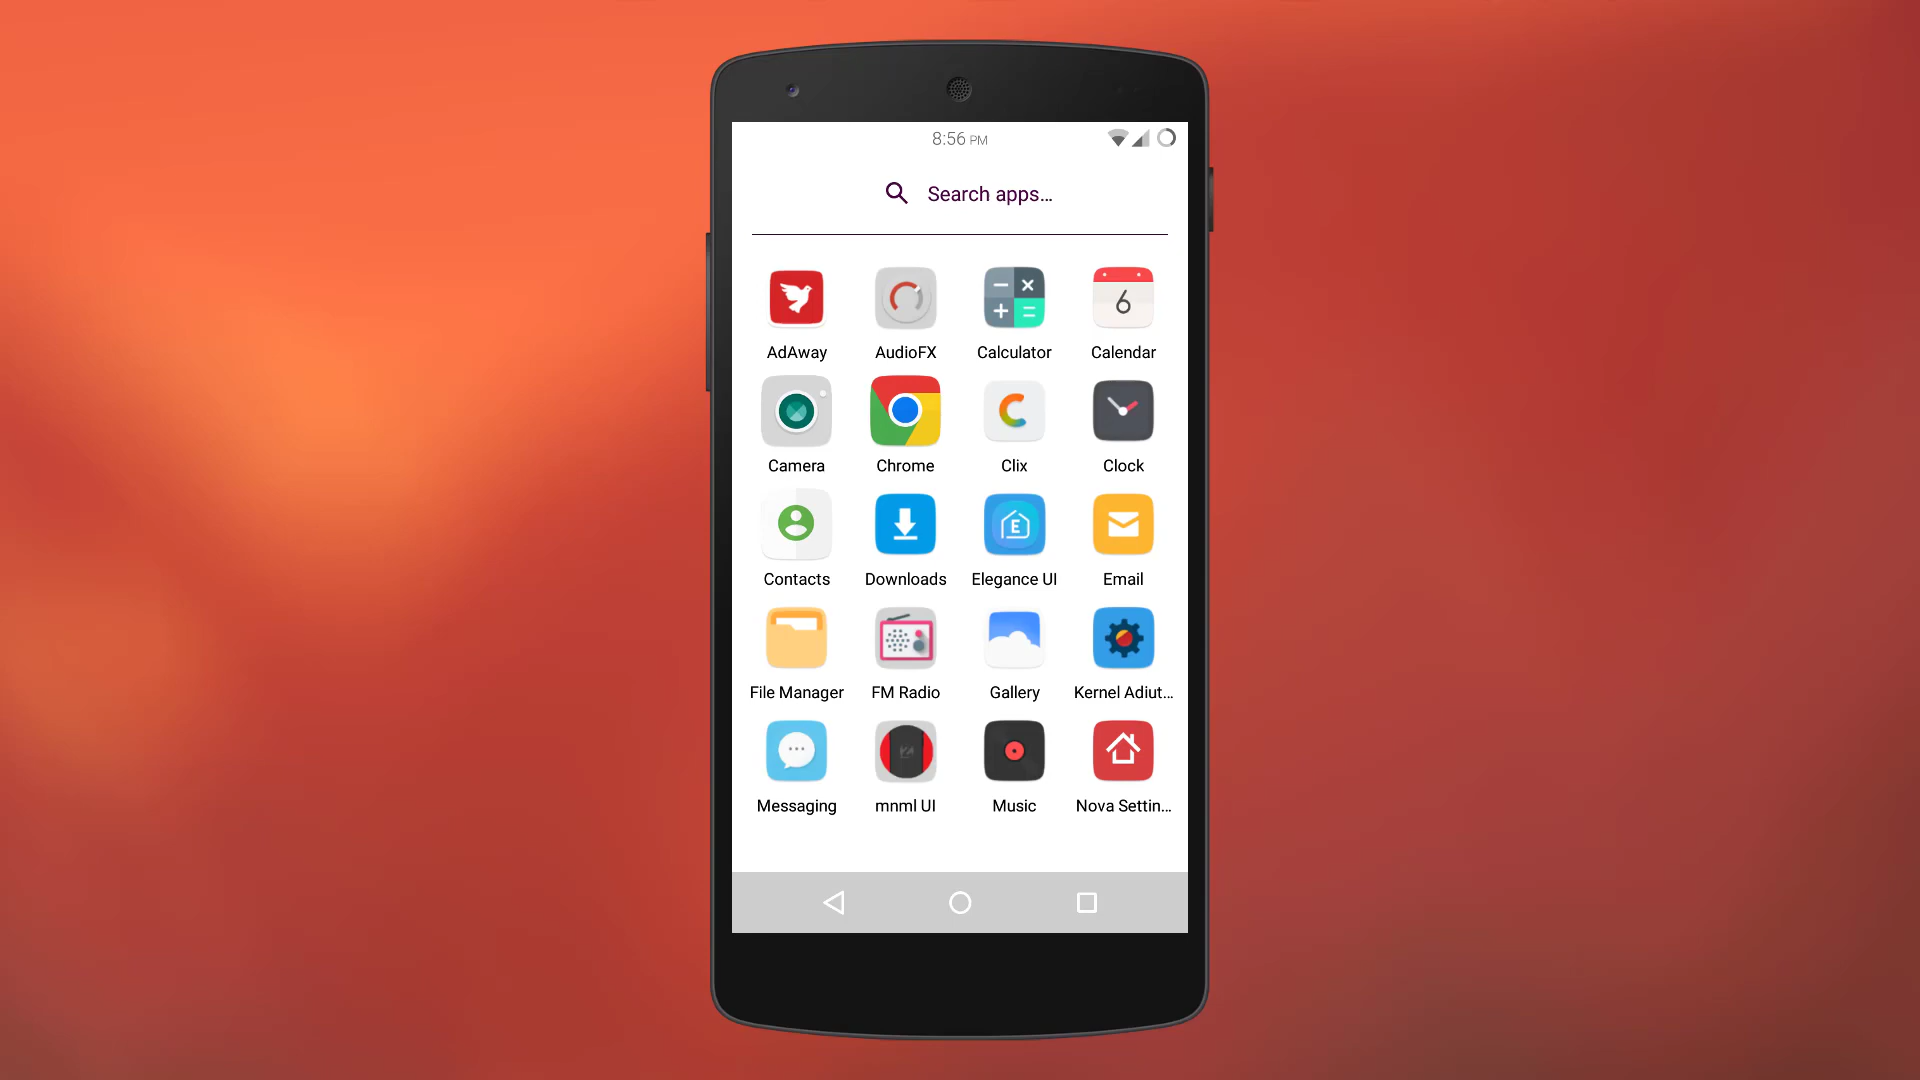 8:56 PM
Search apps...
AdAway AudioFX Calculator Calendar
6
Camera Chrome Clix Clock
Contacts Downloads Elegance UI Email
E
File Manager FM Radio Gallery Kernel Adiut...
Messaging mnml UI Music Nova Settin...